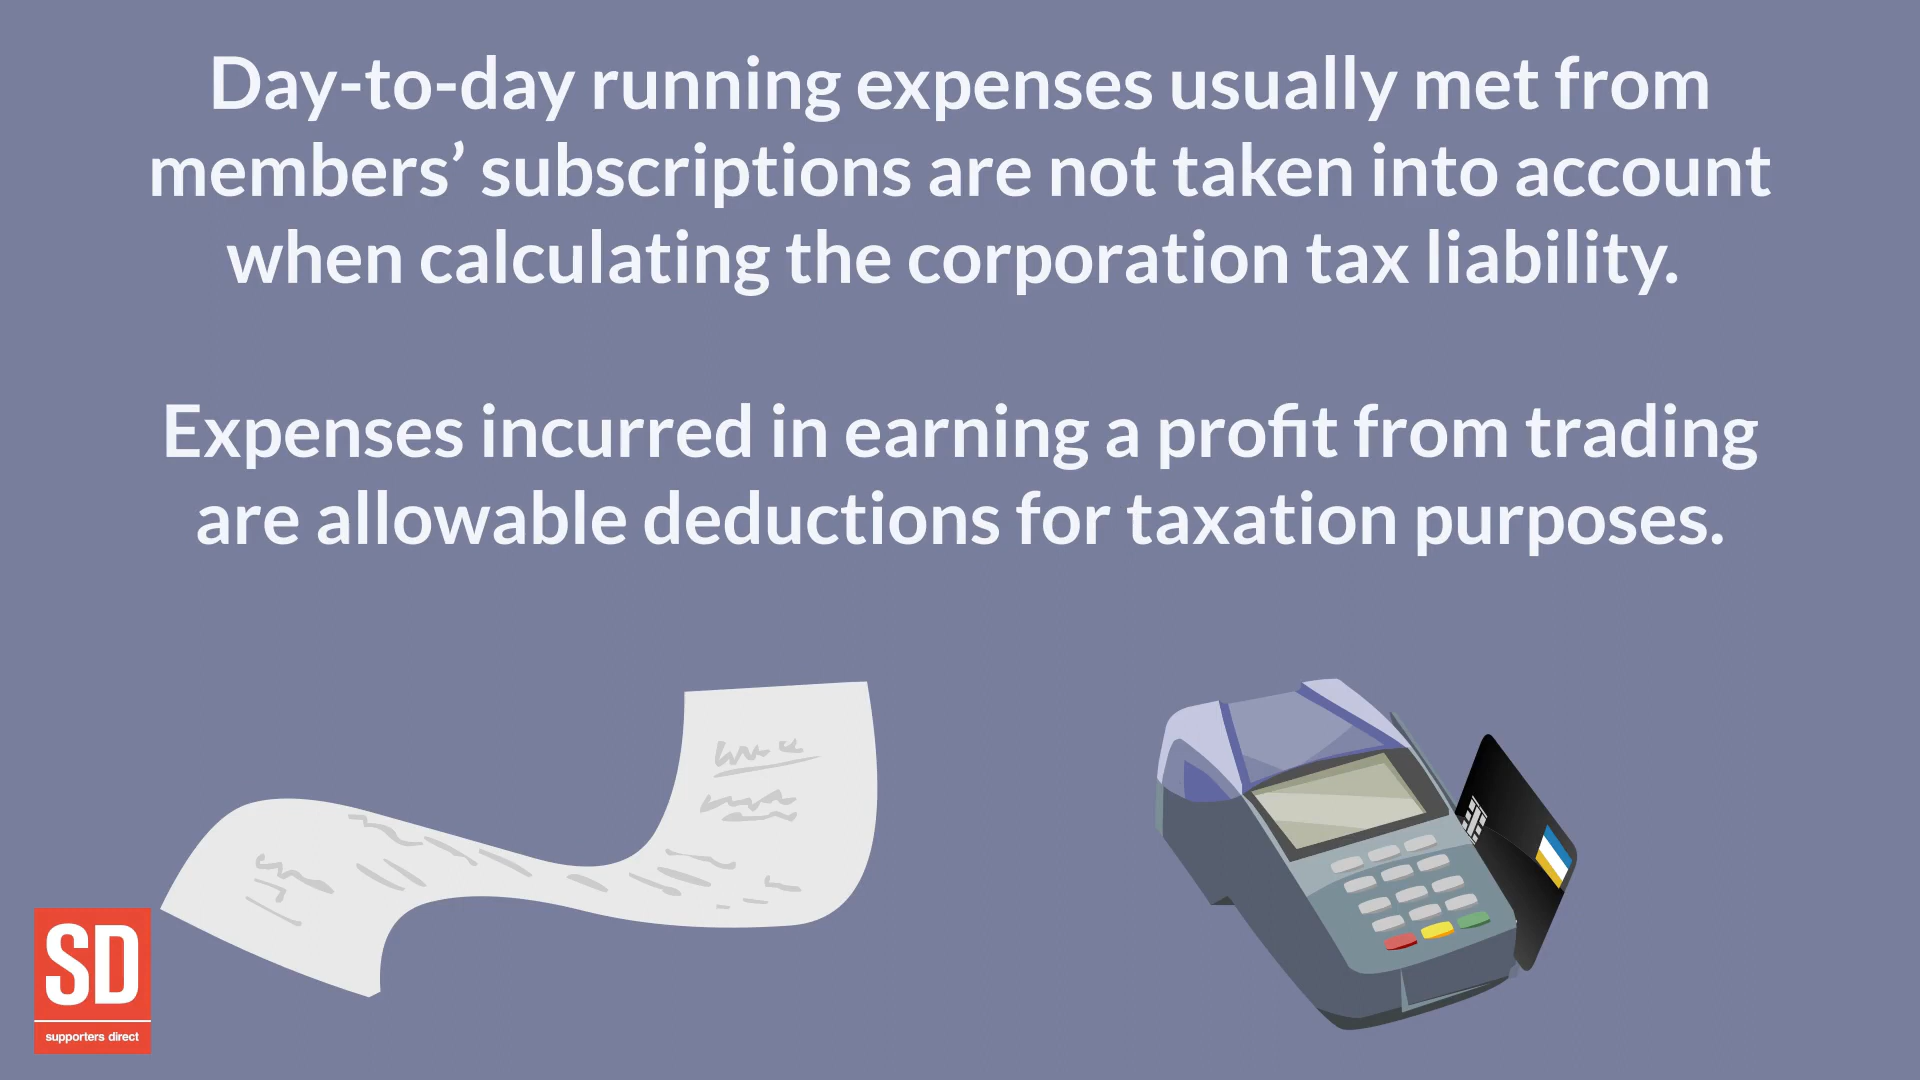 Day-to-day running expenses usually met from
members’ subscriptions are not taken into account
when calculating the corporation tax liability.
Expenses incurred in earning a profit from trading
are allowable deductions for taxation purposes.
SD
supporters direct